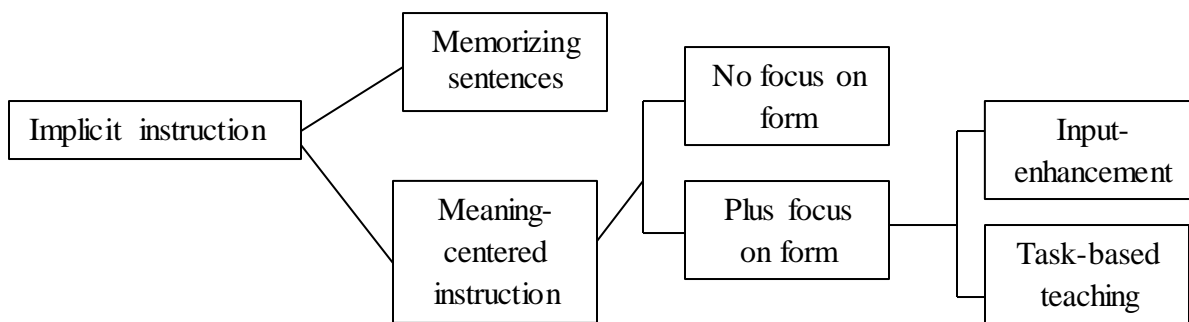 Implicit instruction
Memorizing
sentences
Meaning-
centered
instruction
No focus on
form
Plus focus
on form
Input-
enhancement
Task-based
teaching